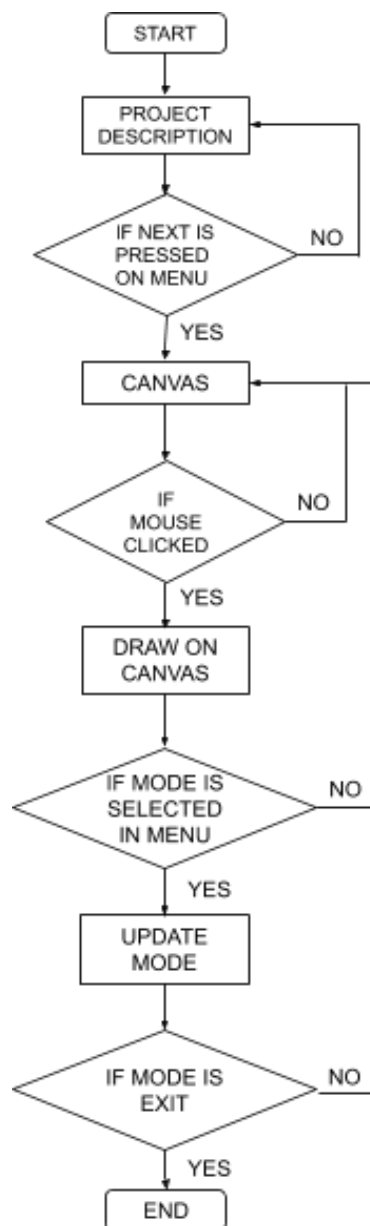 START
PROJECT
DESCRIPTION
IF NEXT IS
PRESSED
ON MENU
NO
YES
CANVAS
IF
MOUSE
CLICKED
NO
YES
DRAW ON
CANVAS
IF MODE IS
SELECTED
IN MENU
NO
YES
UPDATE
MODE
IF MODE IS
EXIT
NO
YES
END